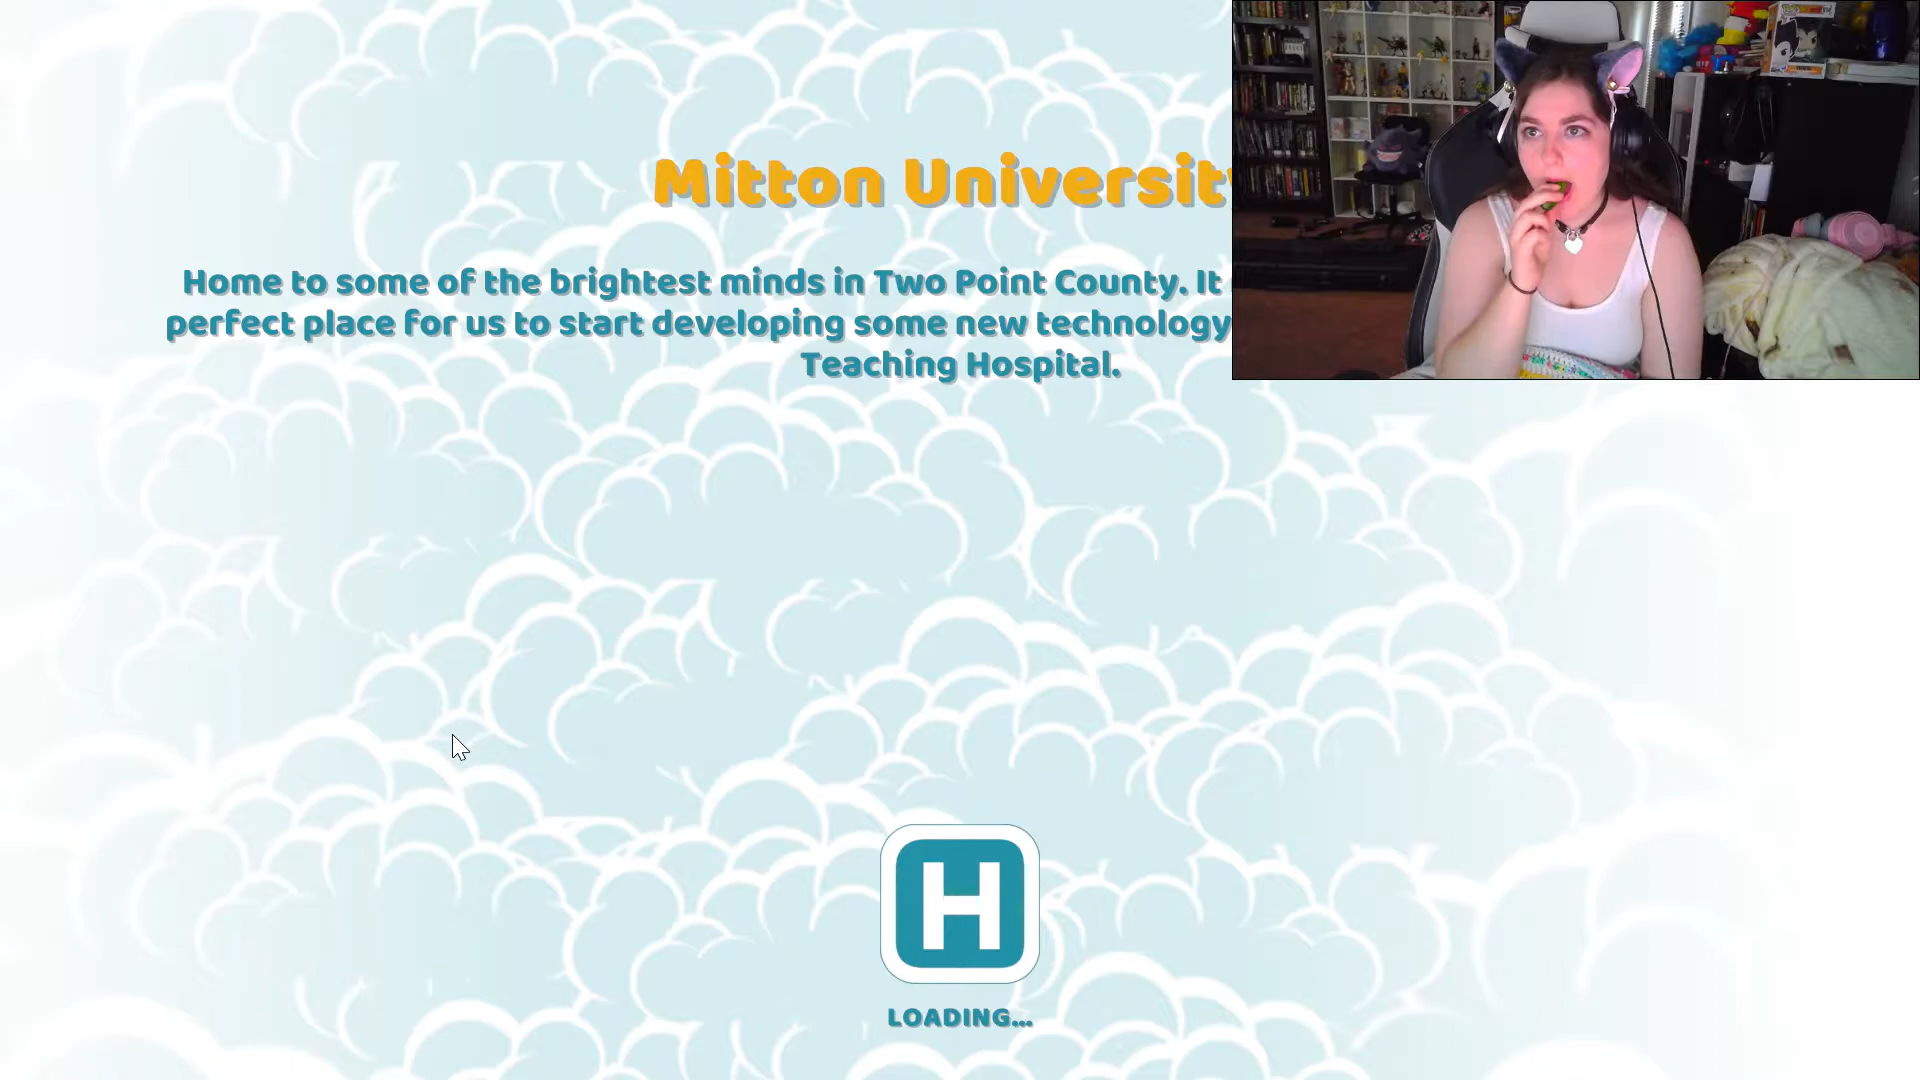 Mitton Universit
Home to some of the brightest minds in Two Point County. It
perfect place for us to start developing some new technology
Teaching Hospital.
H
LOADING...